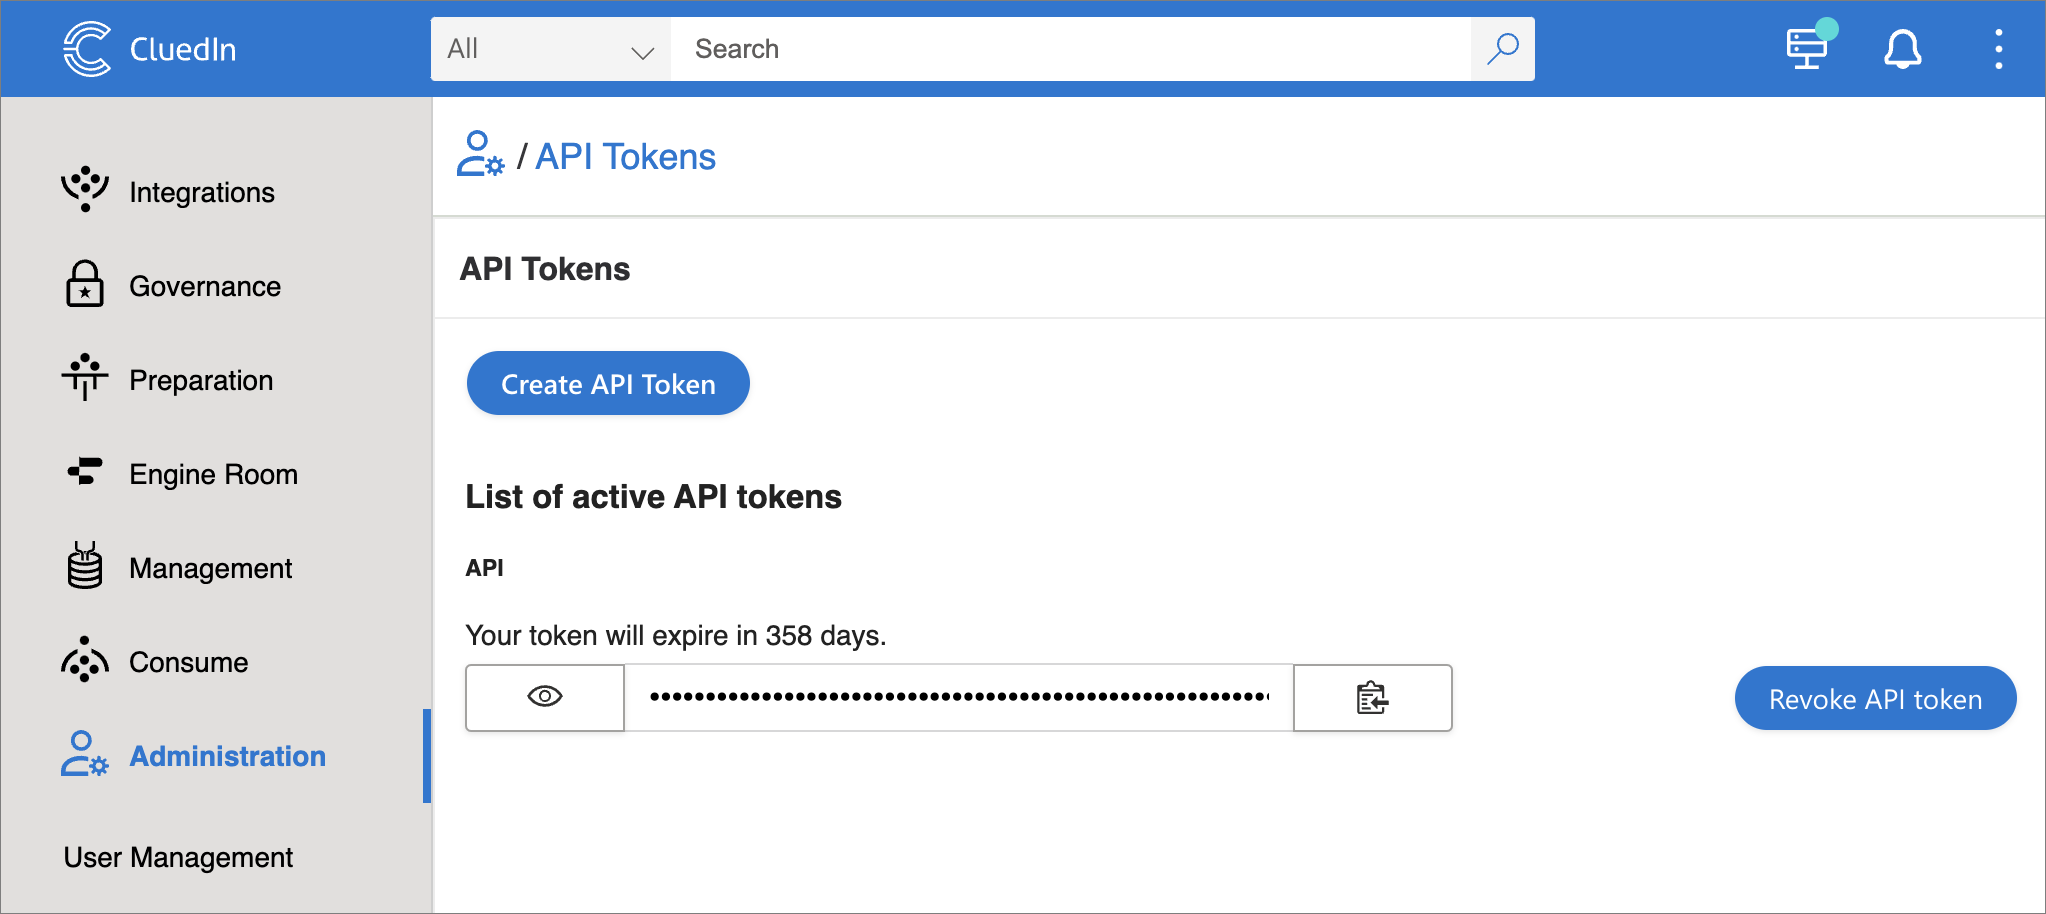 CluedIn
All
Search
Integrations
Governance
Preparation
Engine Room
Management
Consume
Administration
User Management
/ API Tokens
API Tokens
Create API Token
List of active API tokens
API
Your token will expire in 358 days.
Revoke API token